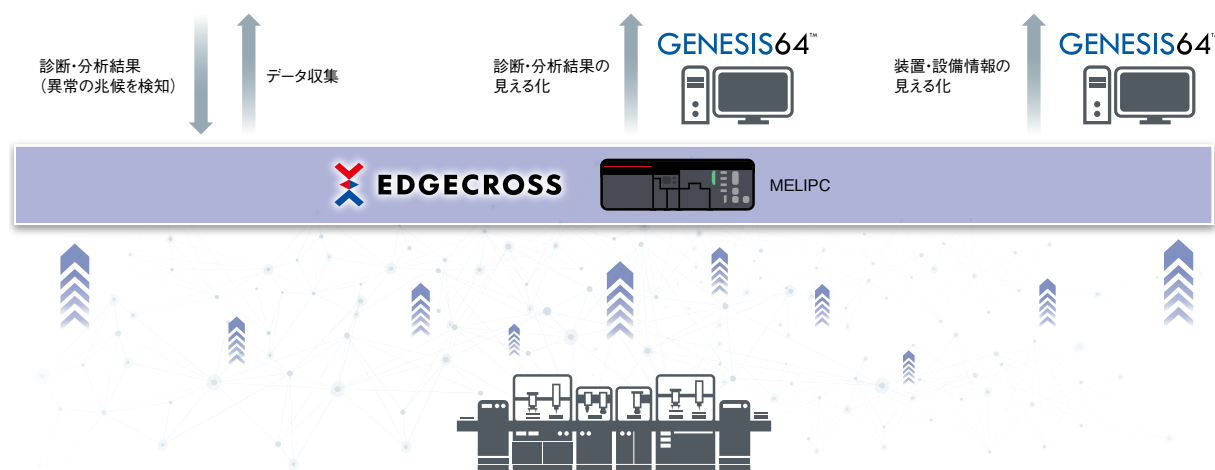 診断・分析結果
（異常の兆候を検知）
データ収集
診断・分析結果の
見える化
GENESIS64™
装置・設備情報の
見える化
GENESIS64™
EDGECROSS
MELIPC